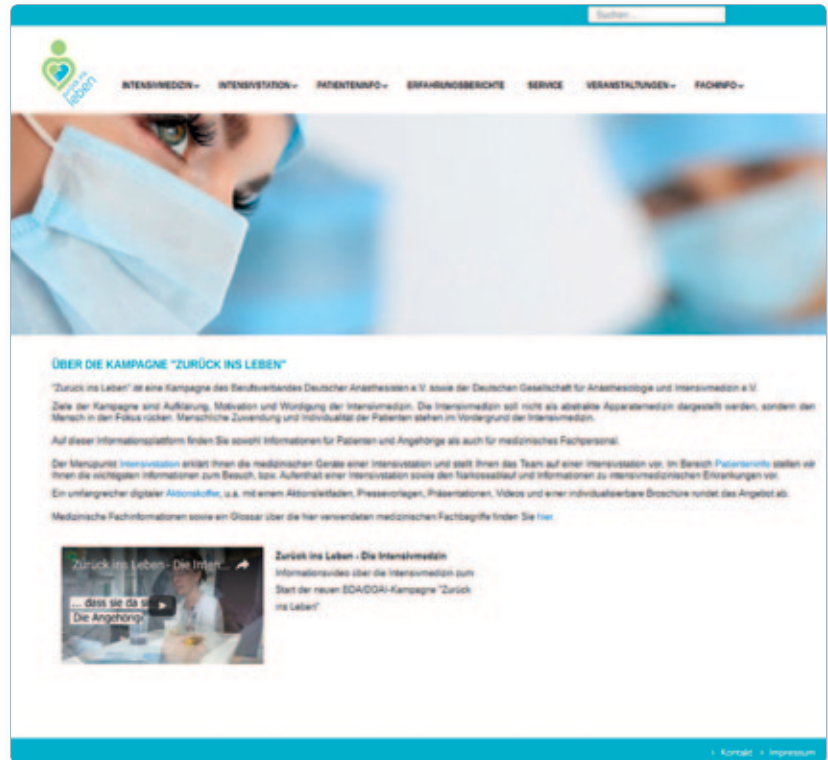 Suchen ...
zurück ins
leben
INTENSIVMEDIZIN INTENSIVSTATION PATIENTENINFO ERFAHRUNGSBERICHTE SERVICE VERANSTALTUNGEN FACHINFO
ÜBER DIE KAMPAGNE "ZURÜCK INS LEBEN"
"Zurück ins Leben" ist eine Kampagne des Berufsverbandes Deutscher Anästhesisten e.V. sowie der Deutschen Gesellschaft für Anästhesiologie und Intensivmedizin e.V.
Ziele der Kampagne sind Aufklärung, Motivation und Würdigung der Intensivmedizin. Die Intensivmedizin soll nicht als abstrakte Apparatemedizin dargestellt werden, sondern den
Mensch in den Fokus rücken. Menschliche Zuwendung und Individualität der Patienten stehen im Vordergrund der Intensivmedizin.
Auf dieser Informationsplattform finden Sie sowohl Informationen für Patienten und Angehörige als auch für medizinisches Fachpersonal.
Der Menüpunkt Intensivstation erklärt Ihnen die medizinischen Geräte einer Intensivstation und stellt Ihnen das Team auf einer Intensivstation vor. Im Bereich Patienteninfo stellen wir
Ihnen die wichtigsten Informationen zum Besuch, bzw. Aufenthalt einer Intensivstation sowie den Narkoseablauf und Informationen zu intensivmedizinischen Erkrankungen vor.
Ein umfangreicher digitaler Aktionskoffer, u.a. mit einem Aktionsleitfaden, Pressevorlagen, Präsentationen, Videos und einer individualisierbare Broschüre rundet das Angebot ab.
Medizinische Fachinformationen sowie ein Glossar über die hier verwendeten medizinischen Fachbegriffe finden Sie hier.
Zurück ins Leben - Die Inten...
... dass sie da si
Die Angehörig
Zurück ins Leben - Die Intensivmedizin
Informationsvideo über die Intensivmedizin zum
Start der neuen BDA/DGAI-Kampagne "Zurück
ins Leben"
Kontakt Impressum